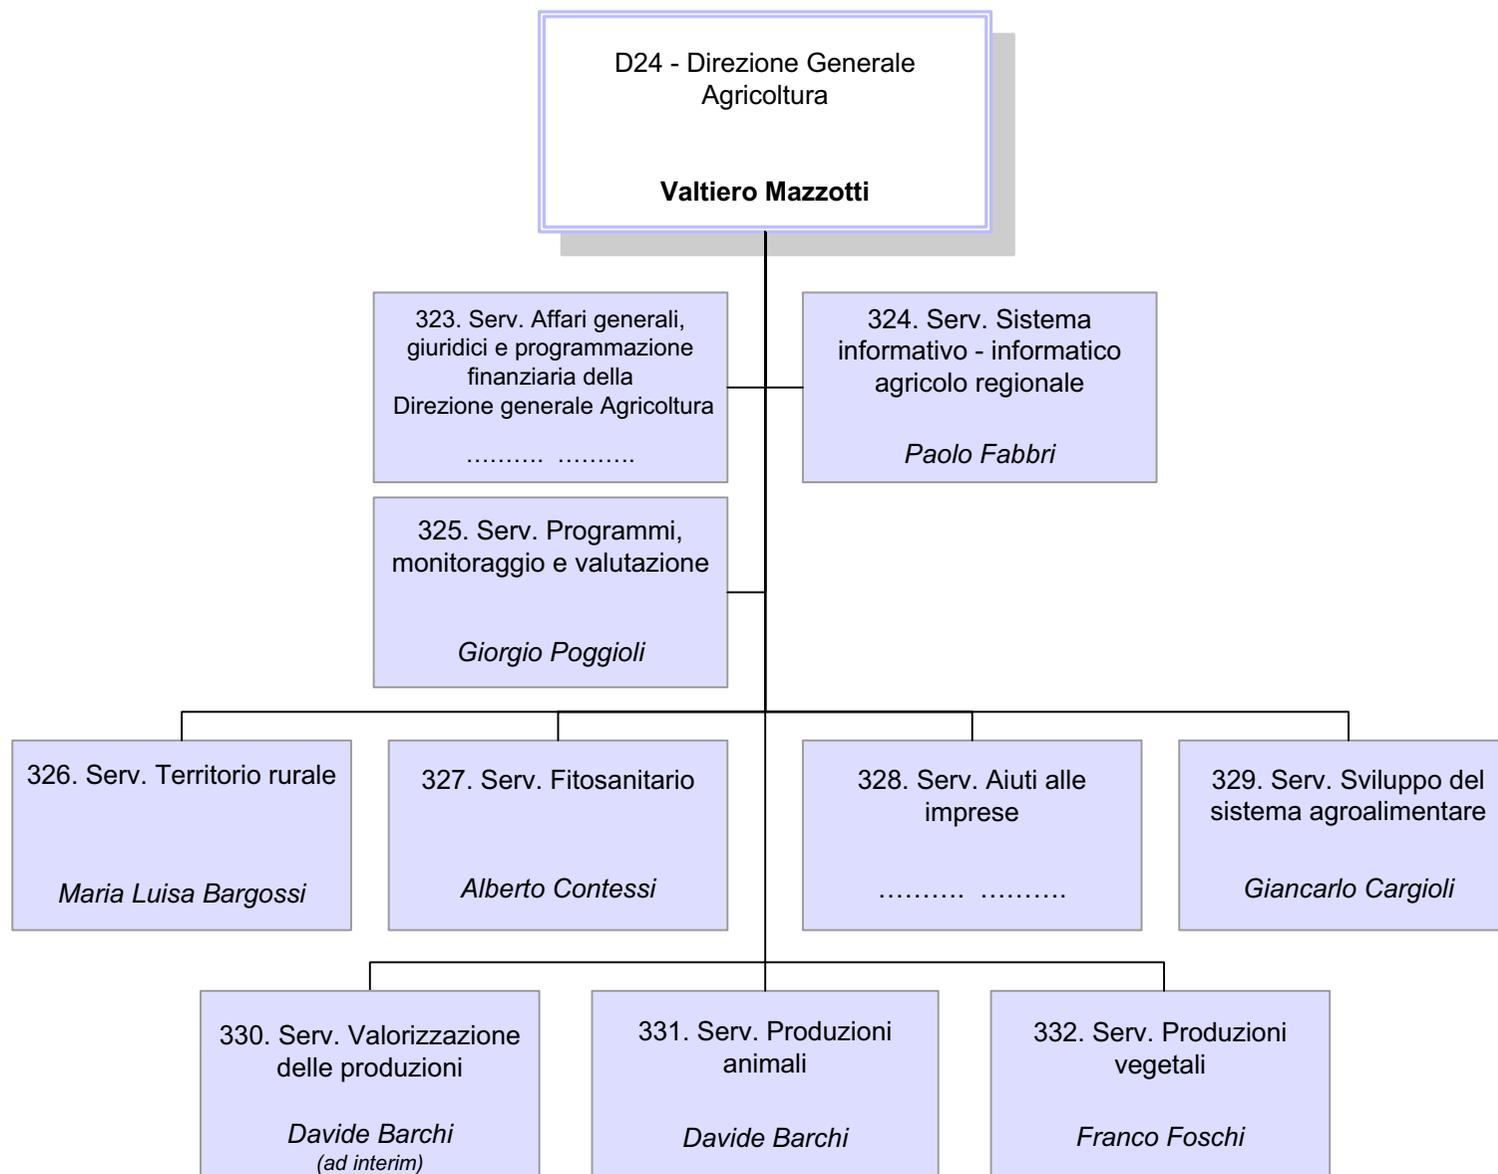 D24 - Direzione Generale
Agricoltura
Valtiero Mazzotti
323. Serv. Affari generali,
giuridici e programmazione
finanziaria della
Direzione generale Agricoltura
………. ……….
324. Serv. Sistema
informativo - informatico
agricolo regionale
Paolo Fabbri
325. Serv. Programmi,
monitoraggio e valutazione
Giorgio Poggioli
326. Serv. Territorio rurale
Maria Luisa Bargossi
327. Serv. Fitosanitario
Alberto Contessi
328. Serv. Aiuti alle
imprese
………. ……….
329. Serv. Sviluppo del
sistema agroalimentare
Giancarlo Cargioli
330. Serv. Valorizzazione
delle produzioni
Davide Barchi
(ad interim)
331. Serv. Produzioni
animali
Davide Barchi
332. Serv. Produzioni
vegetali
Franco Foschi